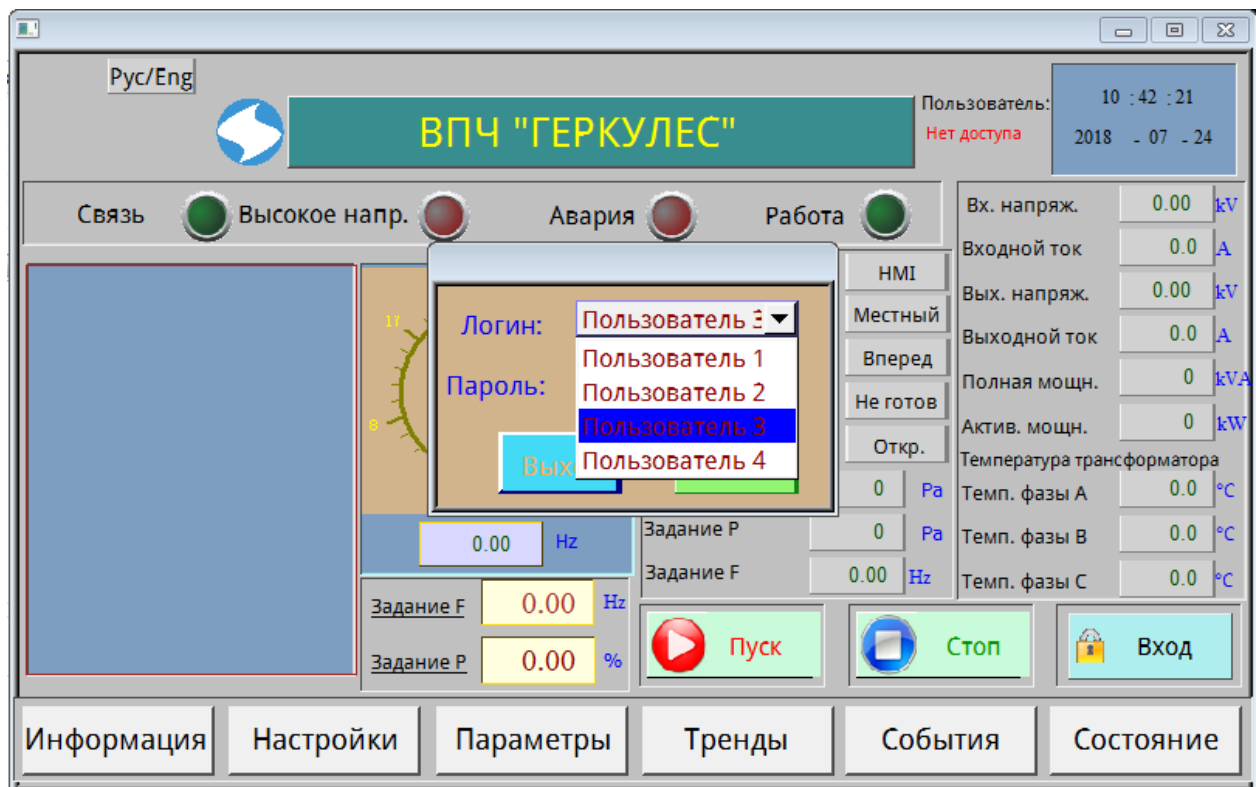 Рус/Eng
ВПЧ "ГЕРКУЛЕС"
Пользователь:
Нет доступа
10 : 42 : 21
2018 - 07 - 24
Связь
Высокое напр.
Авария
Работа
Вх. напряж. 0.00 kV
Входной ток 0.0 A
Вых. напряж. 0.00 kV
Выходной ток 0.0 A
Полная мощн. 0 kVA
Актив. мощн. 0 kW
Температура трансформатора
Темп. фазы A 0.0 °C
Темп. фазы B 0.0 °C
Темп. фазы C 0.0 °C
HMI
Местный
Вперед
Не готов
Откр.
17
8
Логин: Пользователь 3
Пароль:
Пользователь 1
Пользователь 2
Пользователь 3
Пользователь 4
0 Pa
Задание P 0 Pa
Задание F 0.00 Hz
0.00 Hz
Задание F 0.00 Hz
Задание P 0.00 %
Пуск
Стоп
Вход
Информация
Настройки
Параметры
Тренды
События
Состояние